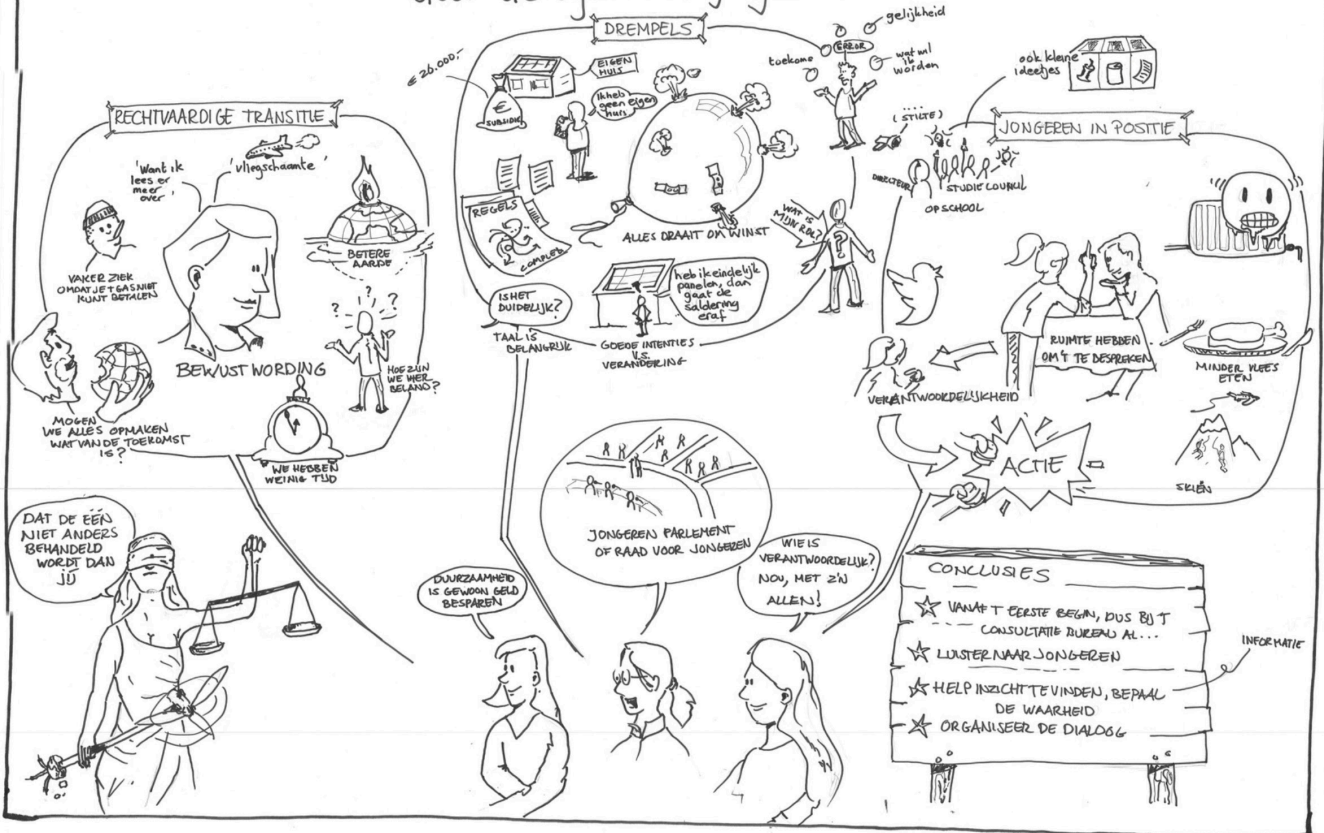 door de
DREMPELS
€ 26.000,-
SUBSIDIE
EIGEN
HUIS
Ik heb
geen eigen
huis
REGELS
COMPLEX
ALLES DRAAIT OM WINST
toekomst
ERROR
gelijkheid
wat wil
ik
worden
WAT IS
MIJN ROL?
?
IS HET
DUIDELIJK?
TAAL IS
BELANGRIJK
heb ik eindelijk
panelen, dan
gaat de
saldering
eraf
GOEDE INTENTIES
V.S.
VERANDERING
RECHTVAARDIGE TRANSITIE
'Want ik
lees er
meer
over'
'vliegschaamte'
VAKER ZIEK
OMDAT JE 'T GAS NIET
KUNT BETALEN
BETERE
AARDE
BEWUSTWORDING
? ? ?
HOE ZIJN
WE HIER
BELAND?
MOGEN
WE ALLES OPMAKEN
WAT VAN DE TOEKOMST
IS?
WE HEBBEN
WEINIG TIJD
JONGEREN IN POSITIE
ook kleine
ideetjes
....
(STILTE)
DIRECTEUR
STUDIE COUNCIL
OP SCHOOL
RUIMTE HEBBEN
OM 'T TE BESPREKEN
MINDER VLEES
ETEN
VERANTWOORDELIJKHEID
ACTIE
SKIËN
DAT DE EÉN
NIET ANDERS
BEHANDELD
WORDT DAN
JIJ
DUURZAAMHEID
IS GEWOON GELD
BESPAREN
JONGEREN PARLEMENT
OF RAAD VOOR JONGEREN
WIE IS
VERANTWOORDELIJK?
NOU, MET Z'N
ALLEN!
CONCLUSIES
VANAF 'T EERSTE BEGIN, DUS BIJ 'T
CONSULTATIE BUREAU AL...
LUISTER NAAR JONGEREN
HELP INZICHT TE VINDEN, BEPAAL
DE WAARHEID
ORGANISEER DE DIALOOG
INFORMATIE